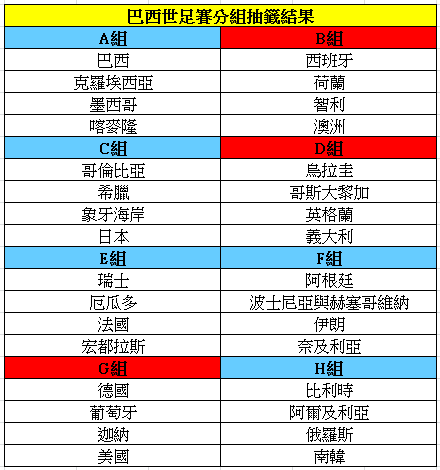 巴西世足賽分組抽籤結果
A組 B組
巴西 西班牙
克羅埃西亞 荷蘭
墨西哥 智利
喀麥隆 澳洲
C組 D組
哥倫比亞 烏拉圭
希臘 哥斯大黎加
象牙海岸 英格蘭
日本 義大利
E組 F組
瑞士 阿根廷
厄瓜多 波士尼亞與赫塞哥維納
法國 伊朗
宏都拉斯 奈及利亞
G組 H組
德國 比利時
葡萄牙 阿爾及利亞
迦納 俄羅斯
美國 南韓